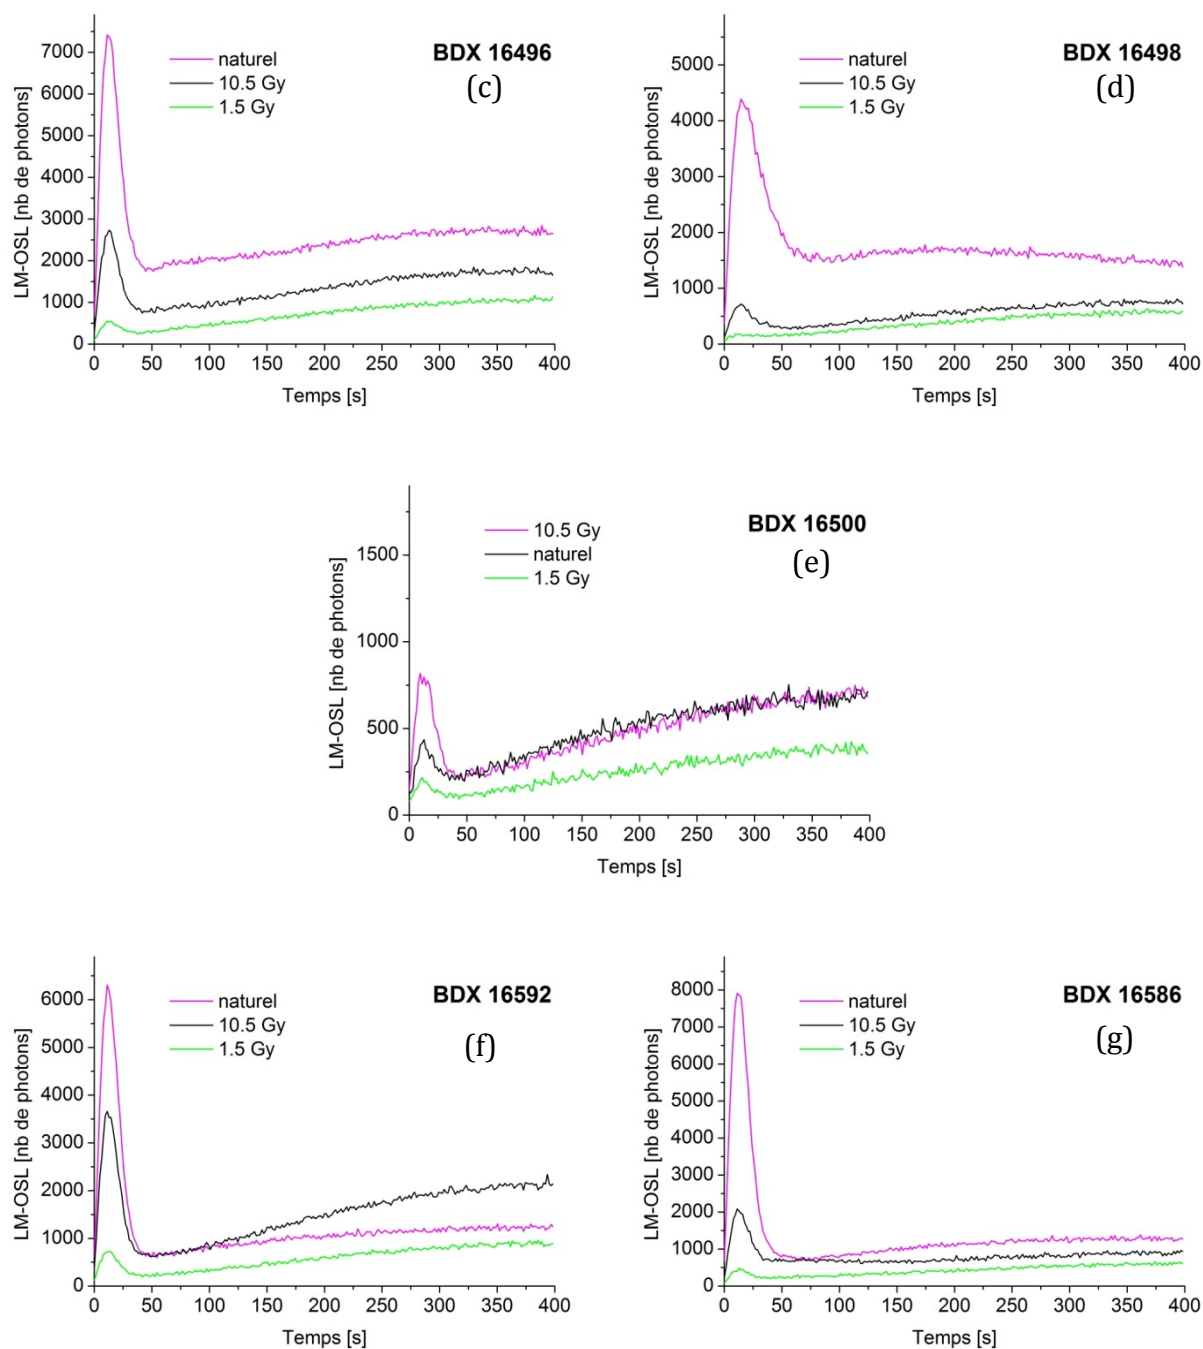 BDX 16496
(c)
naturel
10.5 Gy
1.5 Gy
LM-OSL [nb de photons]
7000
6000
5000
4000
3000
2000
1000
0
0 50 100 150 200 250 300 350 400
Temps [s]
BDX 16498
(d)
naturel
10.5 Gy
1.5 Gy
LM-OSL [nb de photons]
5000
4000
3000
2000
1000
0
0 50 100 150 200 250 300 350 400
Temps [s]
BDX 16500
(e)
10.5 Gy
naturel
1.5 Gy
LM-OSL [nb de photons]
1500
1000
500
0
0 50 100 150 200 250 300 350 400
Temps [s]
BDX 16592
(f)
naturel
10.5 Gy
1.5 Gy
LM-OSL [nb de photons]
6000
5000
4000
3000
2000
1000
0
0 50 100 150 200 250 300 350 400
Temps [s]
BDX 16586
(g)
naturel
10.5 Gy
1.5 Gy
LM-OSL [nb de photons]
8000
7000
6000
5000
4000
3000
2000
1000
0
0 50 100 150 200 250 300 350 400
Temps [s]